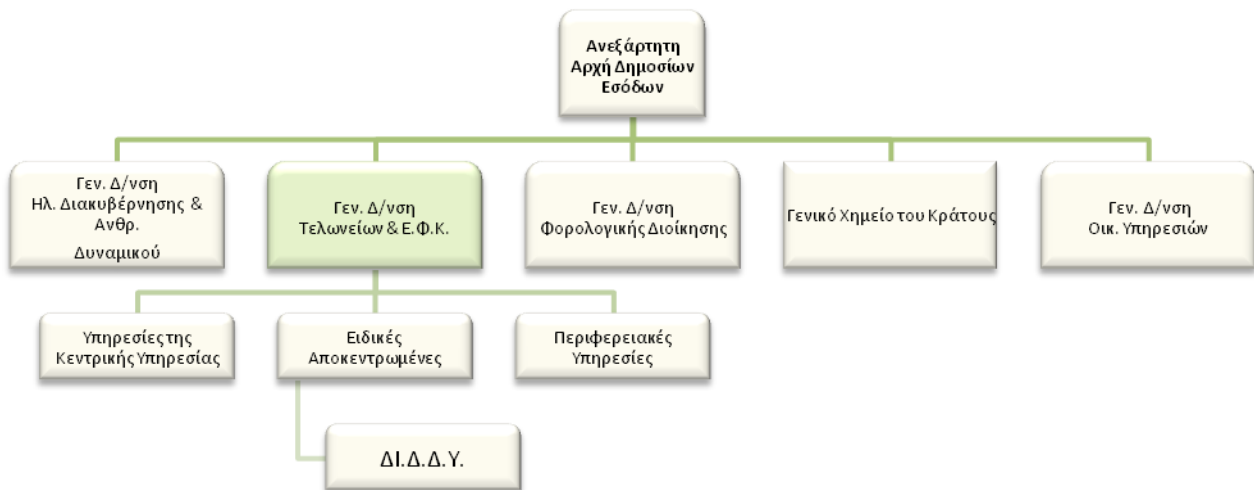 Ανεξάρτητη
Αρχή Δημοσίων
Εσόδων
Γεν. Δ/νση
Ηλ. Διακυβέρνησης &
Ανθρ.
Δυναμικού
Γεν. Δ/νση
Τελωνείων & Ε.Φ.Κ.
Γεν. Δ/νση
Φορολογικής Διοίκησης
Γενικό Χημείο του Κράτους
Γεν. Δ/νση
Οικ. Υπηρεσιών
Υπηρεσίες της
Κεντρικής Υπηρεσίας
Ειδικές
Αποκεντρωμένες
Περιφερειακές
Υπηρεσίες
ΔΙ.Δ.Δ.Υ.